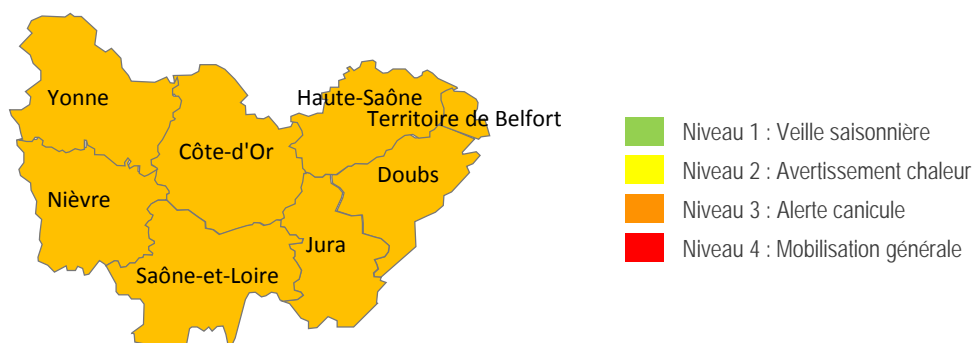 Yonne
Haute-Saône
Territoire de Belfort
Côte-d'Or
Doubs
Nièvre
Jura
Saône-et-Loire
Niveau 1 : Veille saisonnière
Niveau 2 : Avertissement chaleur
Niveau 3 : Alerte canicule
Niveau 4 : Mobilisation générale